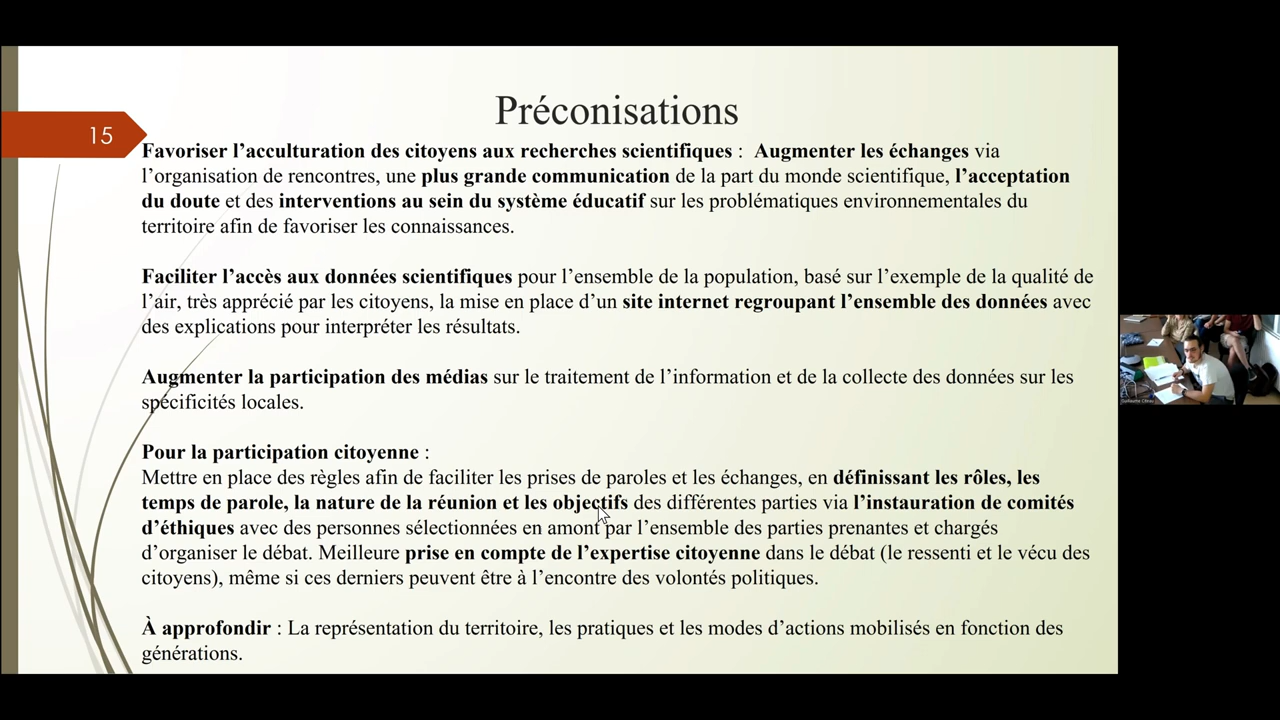 Préconisations
15
Favoriser l’acculturation des citoyens aux recherches scientifiques : Augmenter les échanges via
l’organisation de rencontres, une plus grande communication de la part du monde scientifique, l’acceptation
du doute et des interventions au sein du système éducatif sur les problématiques environnementales du
territoire afin de favoriser les connaissances.
Faciliter l’accès aux données scientifiques pour l’ensemble de la population, basé sur l’exemple de la qualité de
l’air, très apprécié par les citoyens, la mise en place d’un site internet regroupant l’ensemble des données avec
des explications pour interpréter les résultats.
Augmenter la participation des médias sur le traitement de l’information et de la collecte des données sur les
spécificités locales.
Pour la participation citoyenne :
Mettre en place des règles afin de faciliter les prises de paroles et les échanges, en définissant les rôles, les
temps de parole, la nature de la réunion et les objectifs des différentes parties via l’instauration de comités
d’éthiques avec des personnes sélectionnées en amont par l’ensemble des parties prenantes et chargés
d’organiser le débat. Meilleure prise en compte de l’expertise citoyenne dans le débat (le ressenti et le vécu des
citoyens), même si ces derniers peuvent être à l’encontre des volontés politiques.
À approfondir : La représentation du territoire, les pratiques et les modes d’actions mobilisés en fonction des
générations.
Guillaume